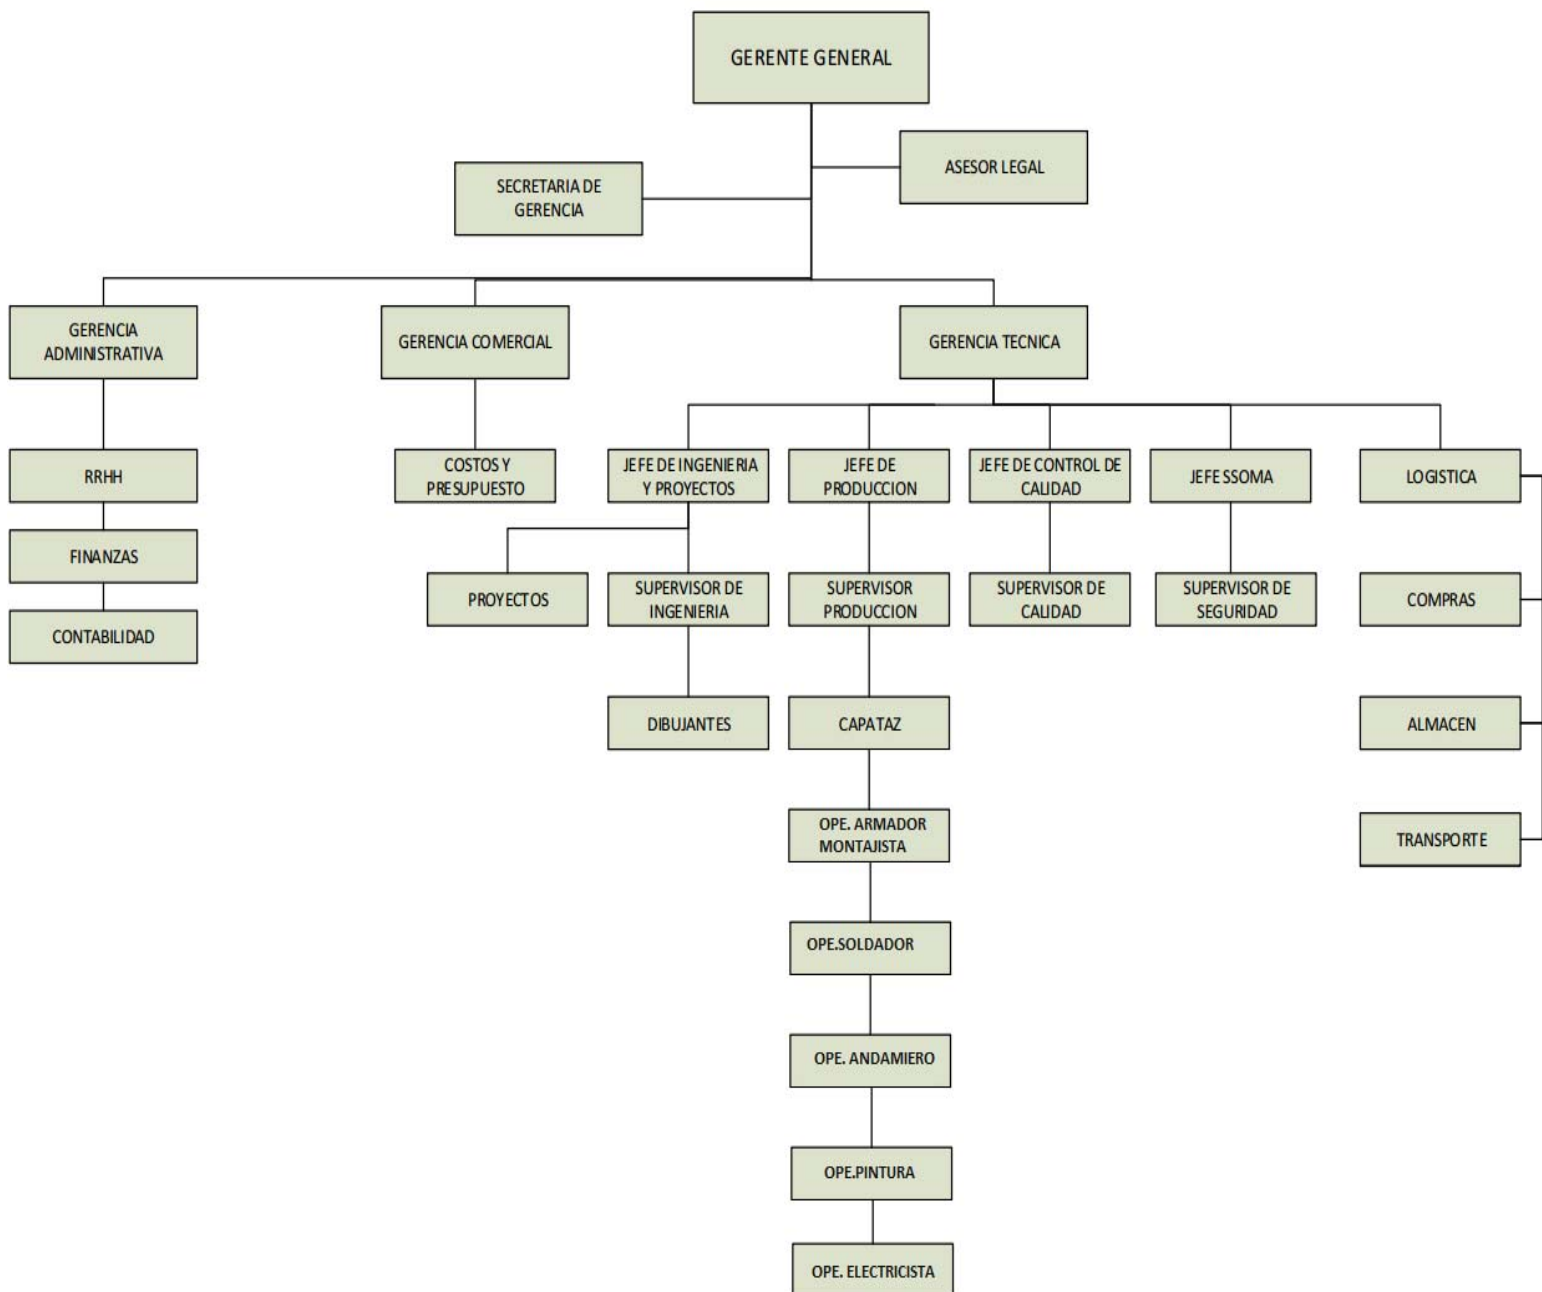 GERENTE GENERAL
ASESOR LEGAL
SECRETARIA DE
GERENCIA
GERENCIA
ADMINISTRATIVA
GERENCIA COMERCIAL
GERENCIA TECNICA
RRHH
COSTOS Y
PRESUPUESTO
JEFE DE INGENIERIA
Y PROYECTOS
JEFE DE
PRODUCCION
JEFE DE CONTROL DE
CALIDAD
JEFE SSOMA
LOGISTICA
FINANZAS
PROYECTOS
SUPERVISOR DE
INGENIERIA
SUPERVISOR
PRODUCCION
SUPERVISOR DE
CALIDAD
SUPERVISOR DE
SEGURIDAD
COMPRAS
CONTABILIDAD
DIBUJANTES
CAPATAZ
ALMACEN
OPE. ARMADOR
MONTAJISTA
TRANSPORTE
OPE.SOLDADOR
OPE. ANDAMIERO
OPE.PINTURA
OPE. ELECTRICISTA